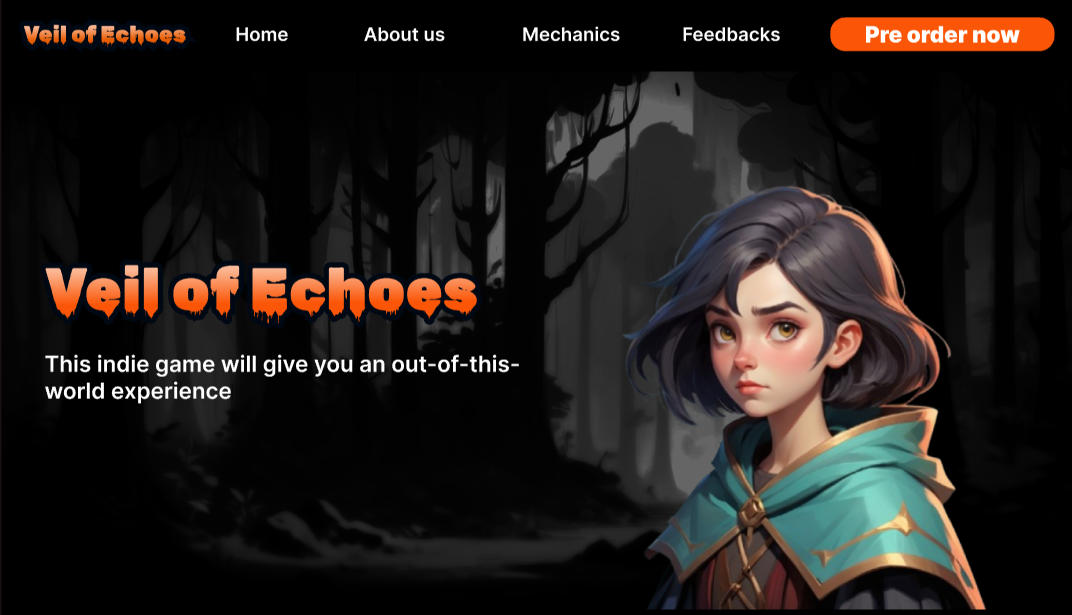 Veil of Echoes
Home
About us
Mechanics
Feedbacks
Pre order now
Veil of Echoes
This indie game will give you an out-of-this-
world experience